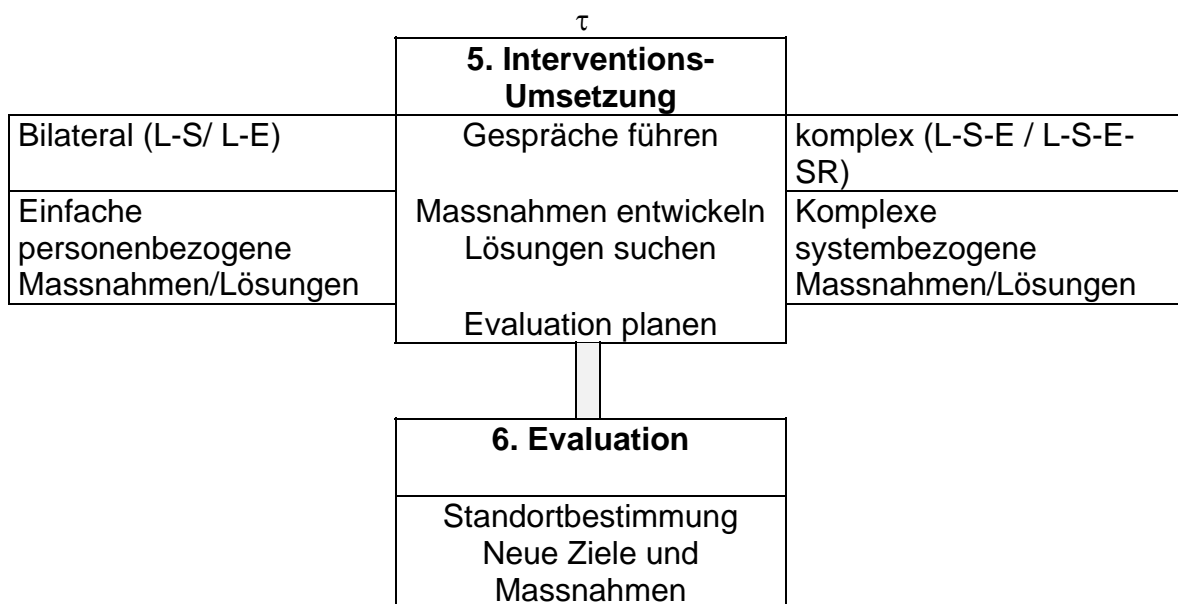 τ
5. Interventions-
Umsetzung
Bilateral (L-S/ L-E)
Gespräche führen
komplex (L-S-E / L-S-E-
SR)
Einfache
personenbezogene
Massnahmen/Lösungen
Massnahmen entwickeln
Lösungen suchen
Komplexe
systembezogene
Massnahmen/Lösungen
Evaluation planen
6. Evaluation
Standortbestimmung
Neue Ziele und
Massnahmen